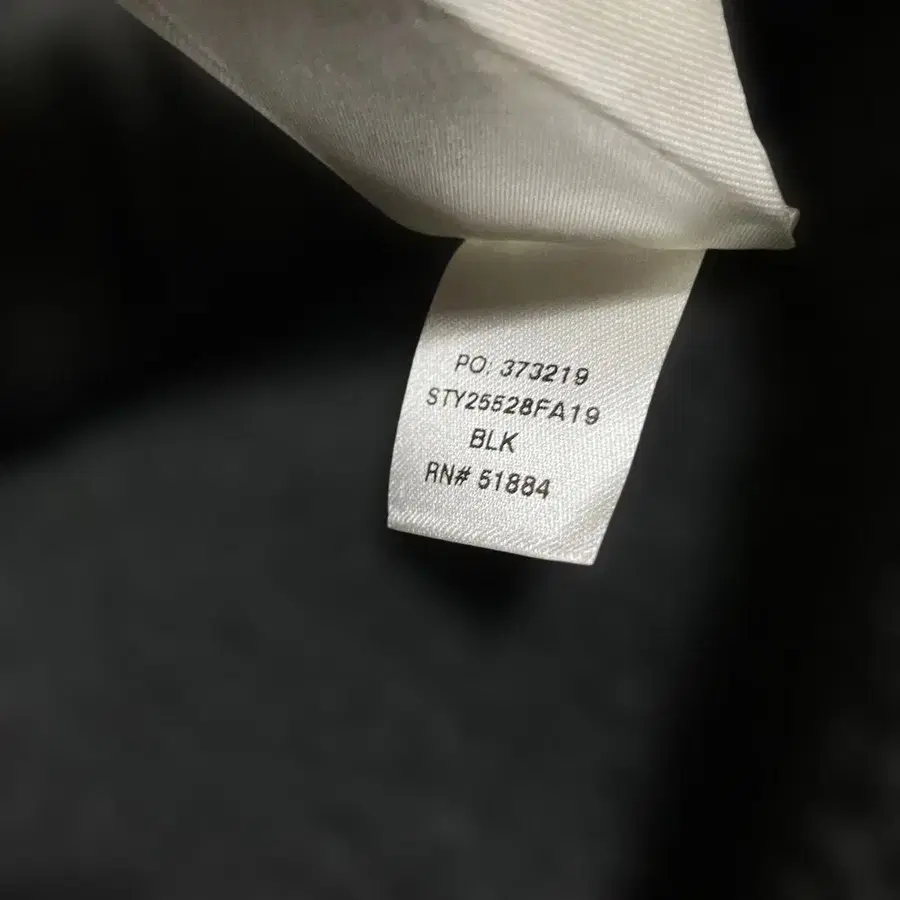 PO: 373219
STY25528FA19
BLK
RN# 51884